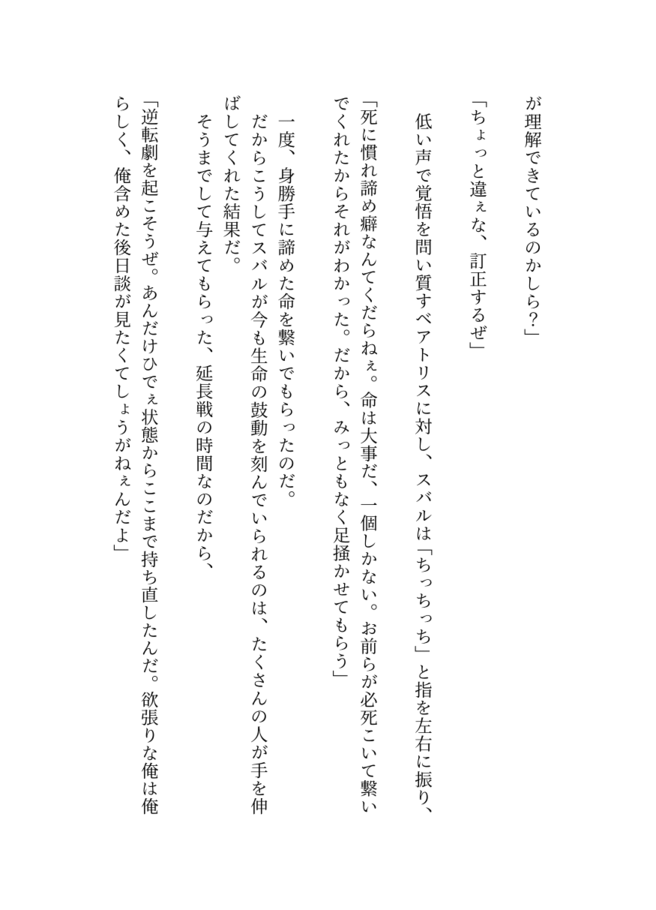 が理解できているのかしら？」
「ちょっと違ぇな、訂正するぜ」
低い声で覚悟を問い質すベアトリスに対し、スバルは「ちっちっち」と指を左右に振り、
「死に慣れ諦め癖なんてくだらねぇ。命は大事だ、一個しかない。お前らが必死こいて繋い
でくれたからそれがわかった。だから、みっともなく足掻かせてもらう」
一度、身勝手に諦めた命を繋いでもらったのだ。
だからこうしてスバルが今も生命の鼓動を刻んでいられるのは、たくさんの人が手を伸
ばしてくれた結果だ。
そうまでして与えてもらった、延長戦の時間なのだから、
「逆転劇を起こそうぜ。あんだけひでぇ状態からここまで持ち直したんだ。欲張りな俺は俺
らしく、俺含めた後日談が見たくてしょうがねぇんだよ」